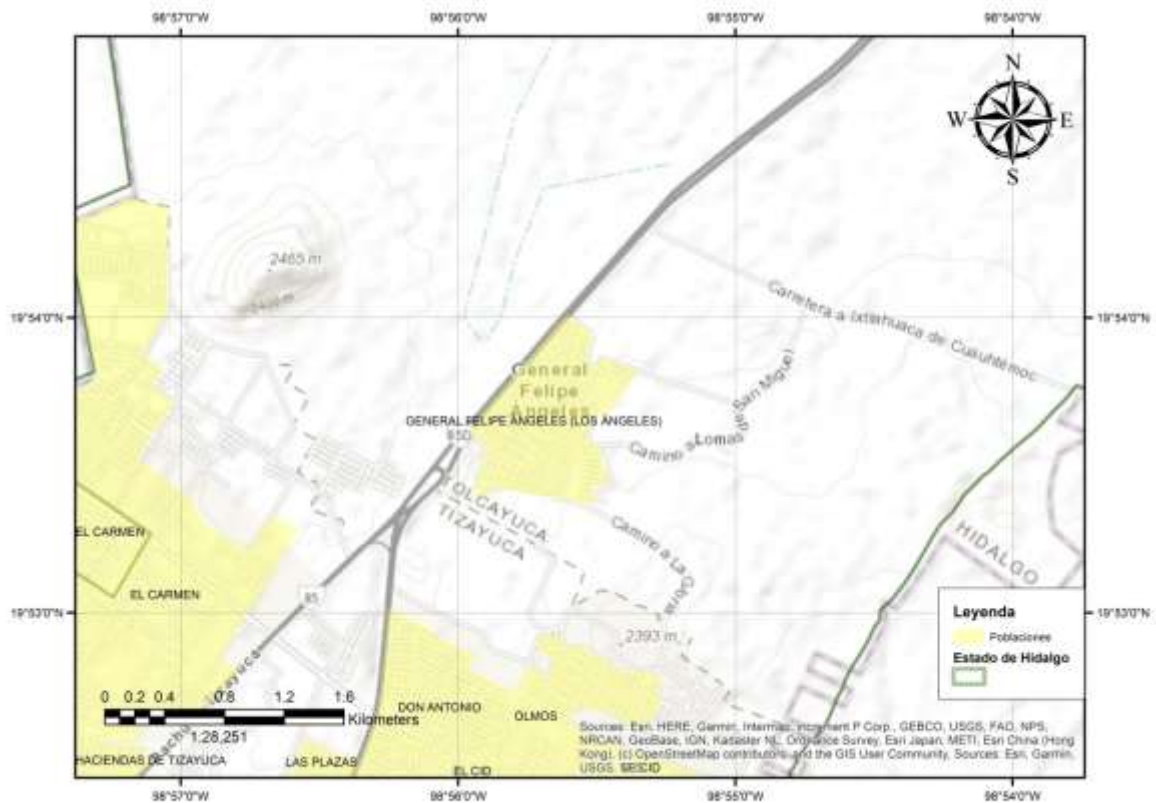 98°57'0"W
98°56'0"W
98°55'0"W
98°54'0"W
N
W
E
S
2465 m
19°54'0"N
19°54'0"N
Carretera a Ixtlahuaca de Cuauhtemoc
General
Felipe
Angeles
GENERAL FELIPE ANGELES (LOS ANGELES)
85D
Camino a Lomas de San Miguel
TOLCAYUCA
TIZAYUCA
EL CARMEN
Camino a La
HIDALGO
EL CARMEN
85
19°53'0"N
19°53'0"N
Leyenda
Poblaciones
Estado de Hidalgo
2393 m
0 0.2 0.4 0.8 1.2 1.6
Kilometers
1:28,251
DON ANTONIO
OLMOS
HACIENDAS DE TIZAYUCA
LAS PLAZAS
EL CID
Sources: Esri, HERE, Garmin, Intermap, increment P Corp., GEBCO, USGS, FAO, NPS,
NRCAN, GeoBase, IGN, Kadaster NL, Ordnance Survey, Esri Japan, METI, Esri China (Hong
Kong), (c) OpenStreetMap contributors, and the GIS User Community, Sources: Esri, Garmin,
USGS,
98°57'0"W
98°56'0"W
98°55'0"W
98°54'0"W